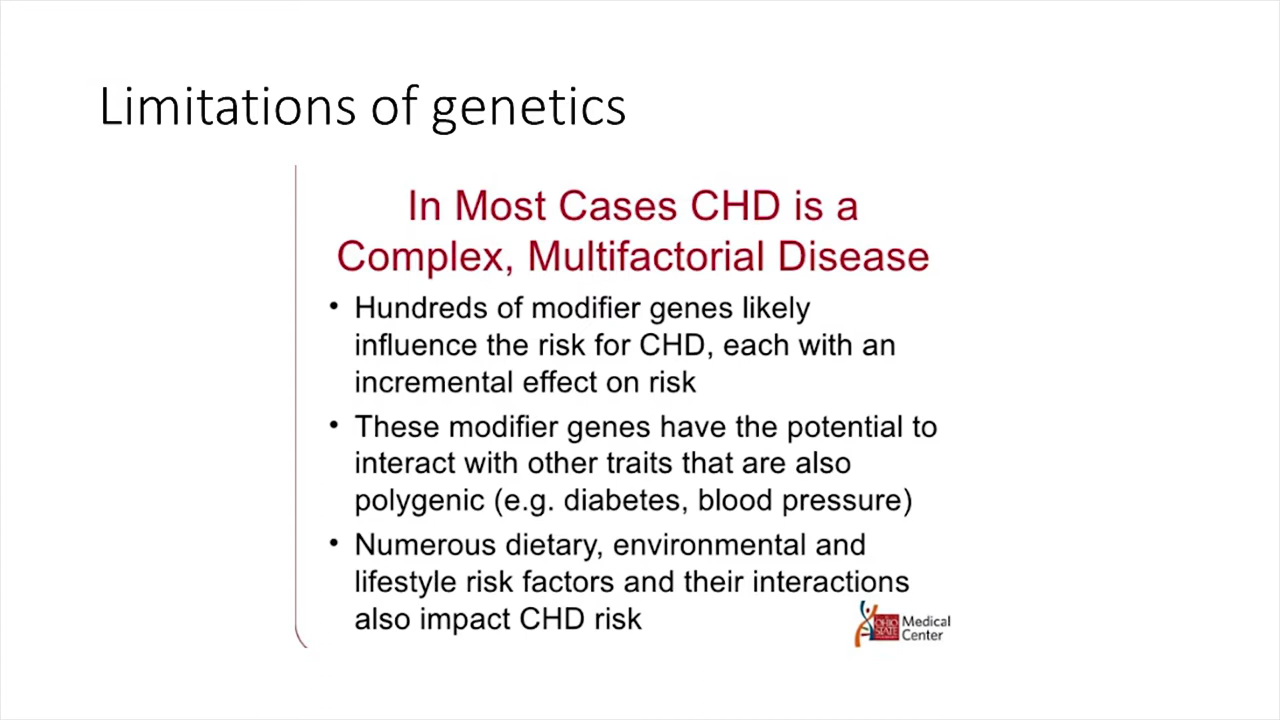 Limitations of genetics
In Most Cases CHD is a
Complex, Multifactorial Disease
• Hundreds of modifier genes likely
influence the risk for CHD, each with an
incremental effect on risk
• These modifier genes have the potential to
interact with other traits that are also
polygenic (e.g. diabetes, blood pressure)
• Numerous dietary, environmental and
lifestyle risk factors and their interactions
also impact CHD risk
OHIO
STATE
Medical
Center